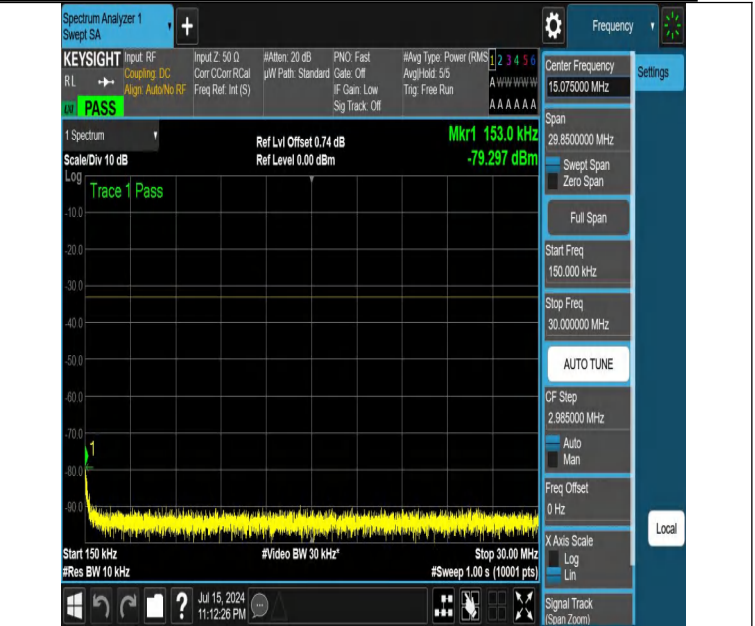 Spectrum Analyzer 1
Swept SA
+
Frequency
KEYSIGHT
RL
PASS
Input: RF
Coupling: DC
Align: Auto/No RF
Input Z: 50 Ω
Corr CCorr RCal
Freq Ref: Int (S)
#Atten: 20 dB
µW Path: Standard
PNO: Fast
Gate: Off
IF Gain: Low
Sig Track: Off
#Avg Type: Power (RMS
Avg|Hold: 5/5
Trig: Free Run
1 2 3 4 5 6
A W W W W W
A A A A A A
1 Spectrum
Scale/Div 10 dB
Ref Lvl Offset 0.74 dB
Ref Level 0.00 dBm
Mkr1 153.0 kHz
-79.297 dBm
Log
Trace 1 Pass
-10.0
-20.0
-30.0
-40.0
-50.0
-60.0
-70.0
1
-80.0
-90.0
Start 150 kHz
#Res BW 10 kHz
#Video BW 30 kHz*
Stop 30.00 MHz
#Sweep 1.00 s (10001 pts)
Jul 15, 2024
11:12:26 PM
?
Center Frequency
15.075000 MHz
Settings
Span
29.8500000 MHz
Swept Span
Zero Span
Full Span
Start Freq
150.000 kHz
Stop Freq
30.000000 MHz
AUTO TUNE
CF Step
2.985000 MHz
Auto
Man
Freq Offset
0 Hz
X Axis Scale
Log
Lin
Local
Signal Track
(Span Zoom)